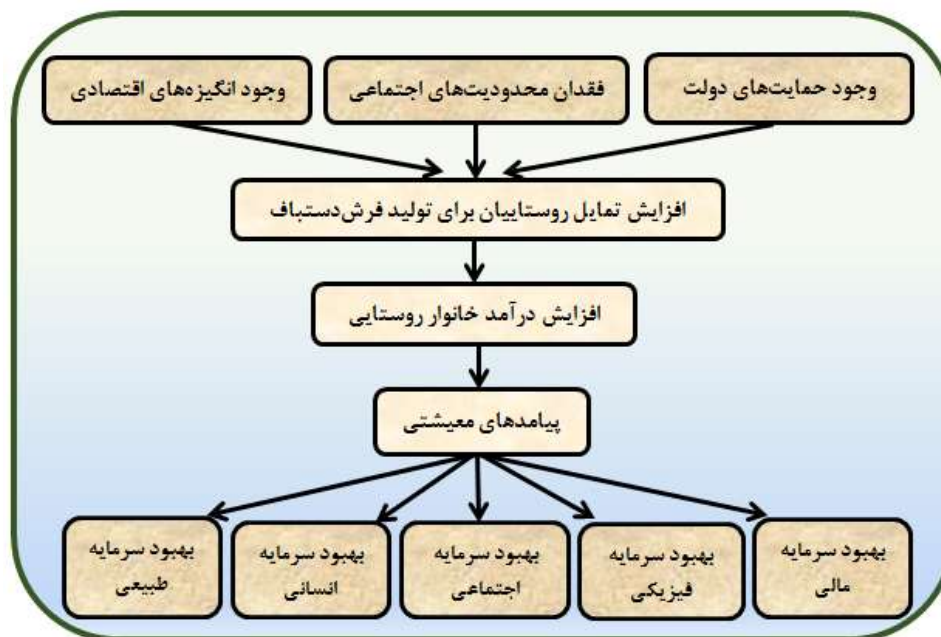 وجود حمایت‌های دولت
فقدان محدودیت‌های اجتماعی
وجود انگیزه‌های اقتصادی
افزایش تمایل روستاییان برای تولید فرش‌دستباف
افزایش درآمد خانوار روستایی
پیامدهای معیشتی
بهبود سرمایه
مالی
بهبود سرمایه
فیزیکی
بهبود سرمایه
اجتماعی
بهبود سرمایه
انسانی
بهبود سرمایه
طبیعی